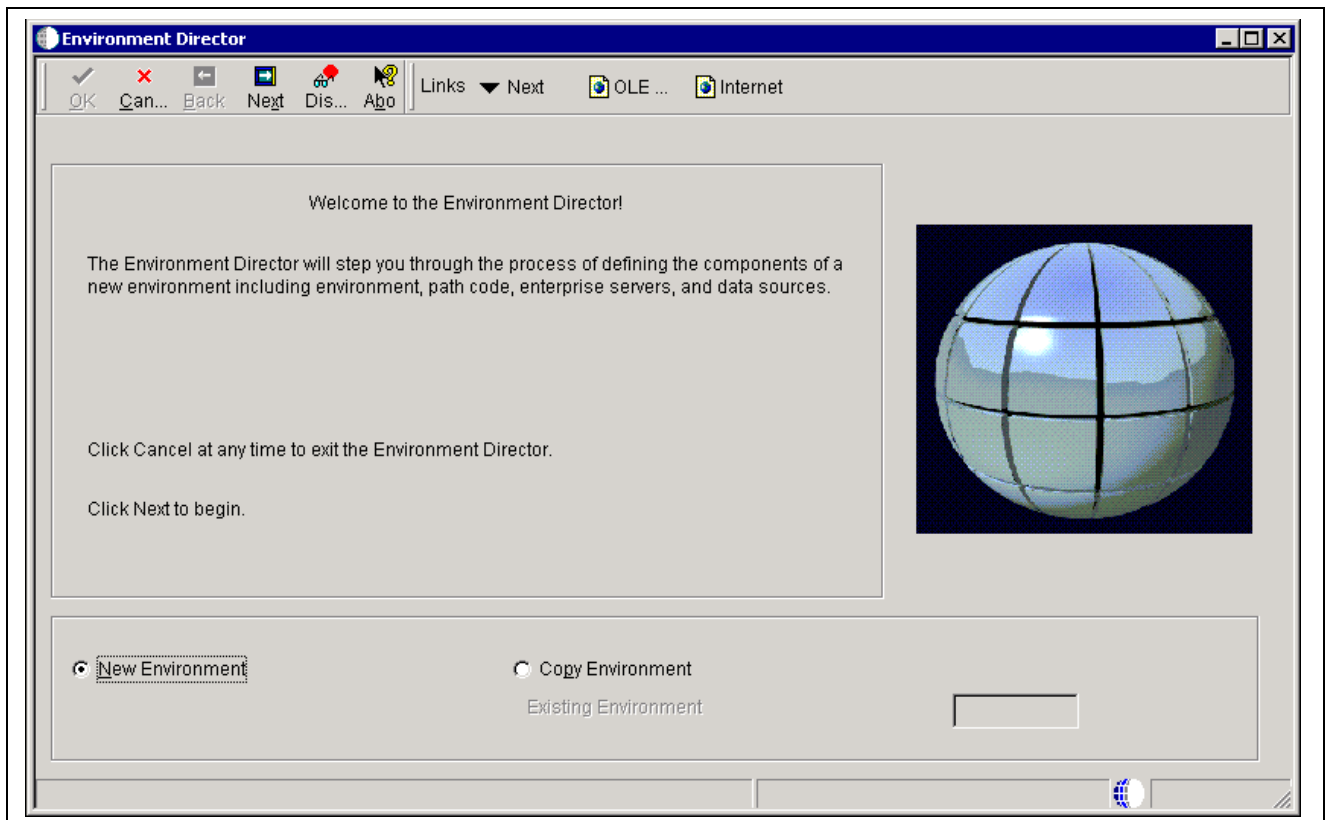 Environment Director
OK Can... Back Next Dis... Abo Links Next OLE ... Internet
Welcome to the Environment Director!
The Environment Director will step you through the process of defining the components of a
new environment including environment, path code, enterprise servers, and data sources.
Click Cancel at any time to exit the Environment Director.
Click Next to begin.
New Environment Copy Environment
Existing Environment